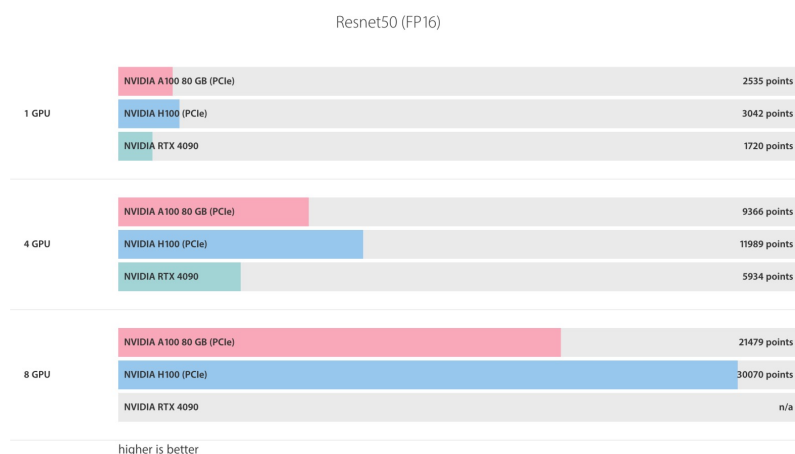 Resnet50 (FP16)
NVIDIA A100 80 GB (PCIe) 2535 points
1 GPU NVIDIA H100 (PCIe) 3042 points
NVIDIA RTX 4090 1720 points
NVIDIA A100 80 GB (PCIe) 9366 points
4 GPU NVIDIA H100 (PCIe) 11989 points
NVIDIA RTX 4090 5934 points
NVIDIA A100 80 GB (PCIe) 21479 points
8 GPU NVIDIA H100 (PCIe) 30070 points
NVIDIA RTX 4090 n/a
higher is better